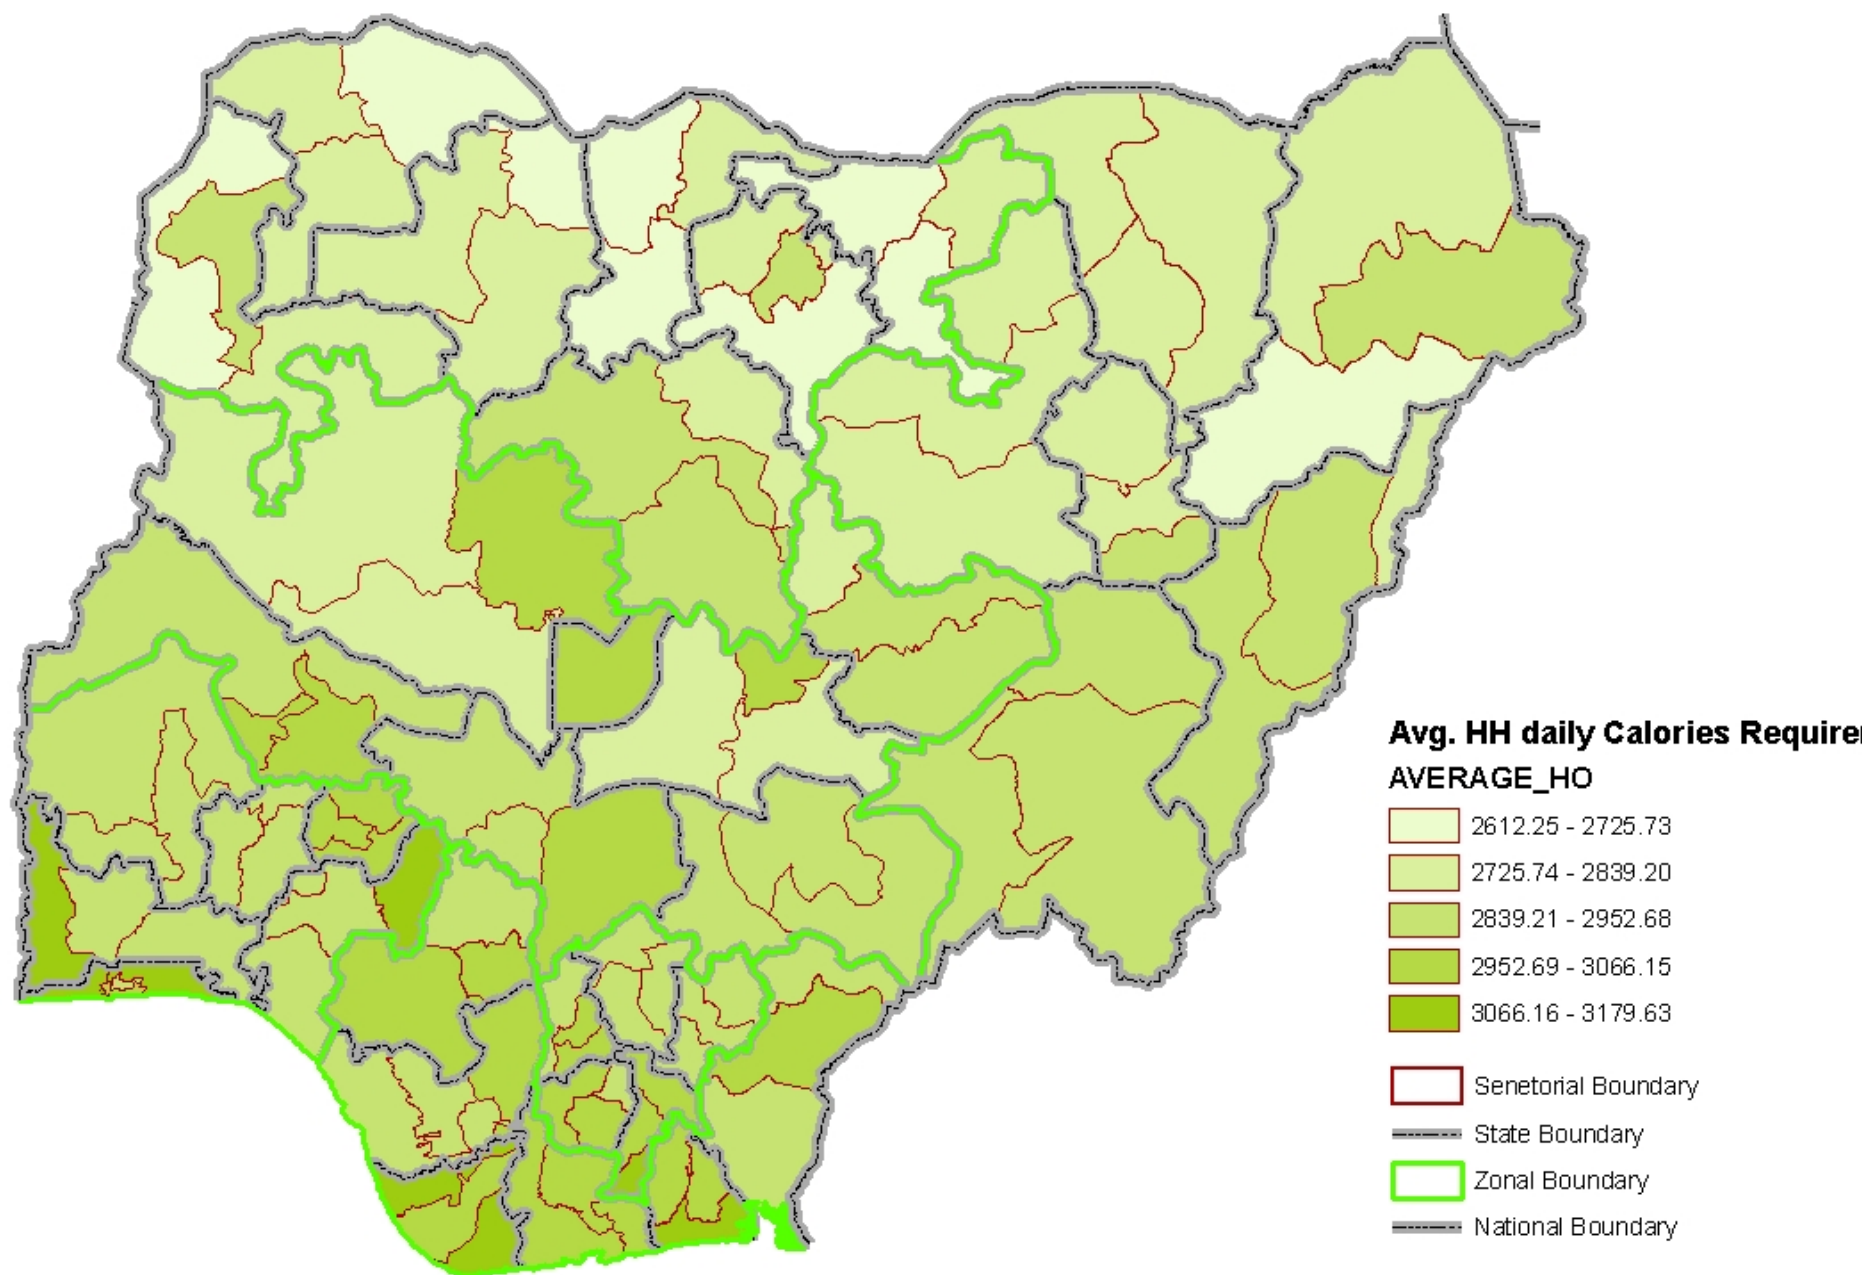 Avg. HH daily Calories Require
AVERAGE_HO
2612.25 - 2725.73
2725.74 - 2839.20
2839.21 - 2952.68
2952.69 - 3066.15
3066.16 - 3179.63
Senetorial Boundary
State Boundary
Zonal Boundary
National Boundary